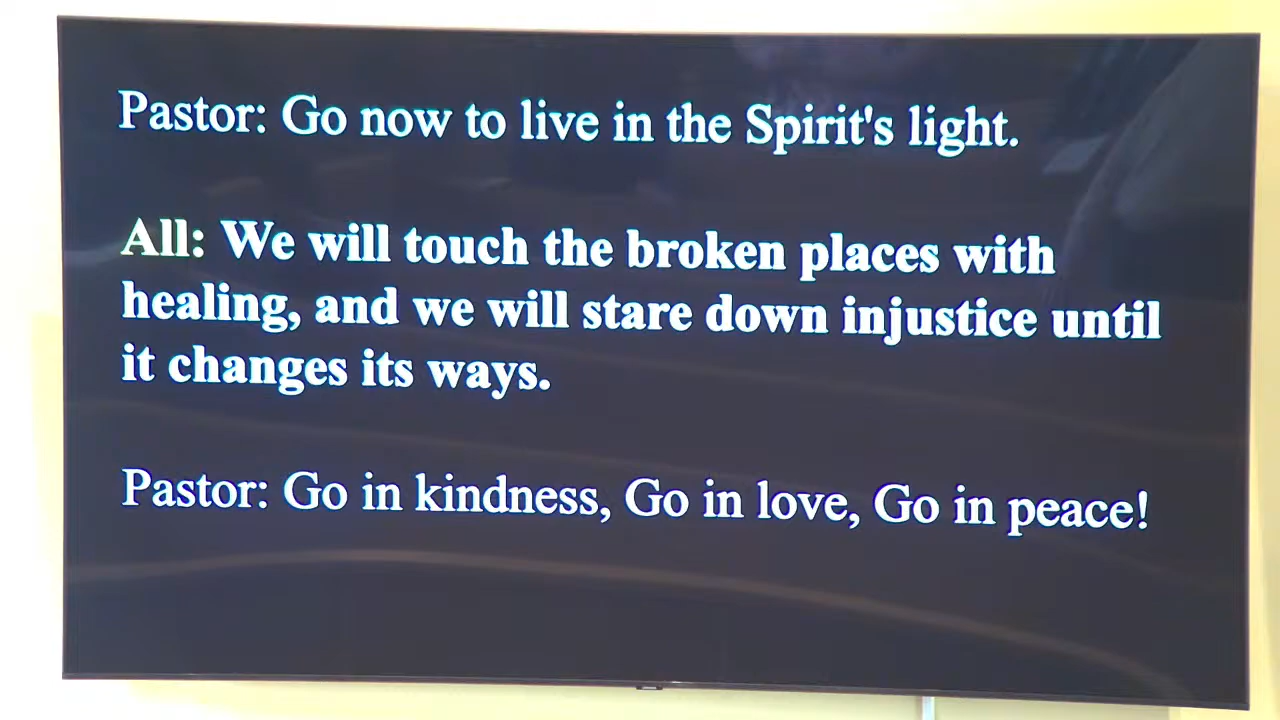 Pastor: Go now to live in the Spirit's light.
All: We will touch the broken places with
healing, and we will stare down injustice until
it changes its ways.
Pastor: Go in kindness, Go in love, Go in peace!